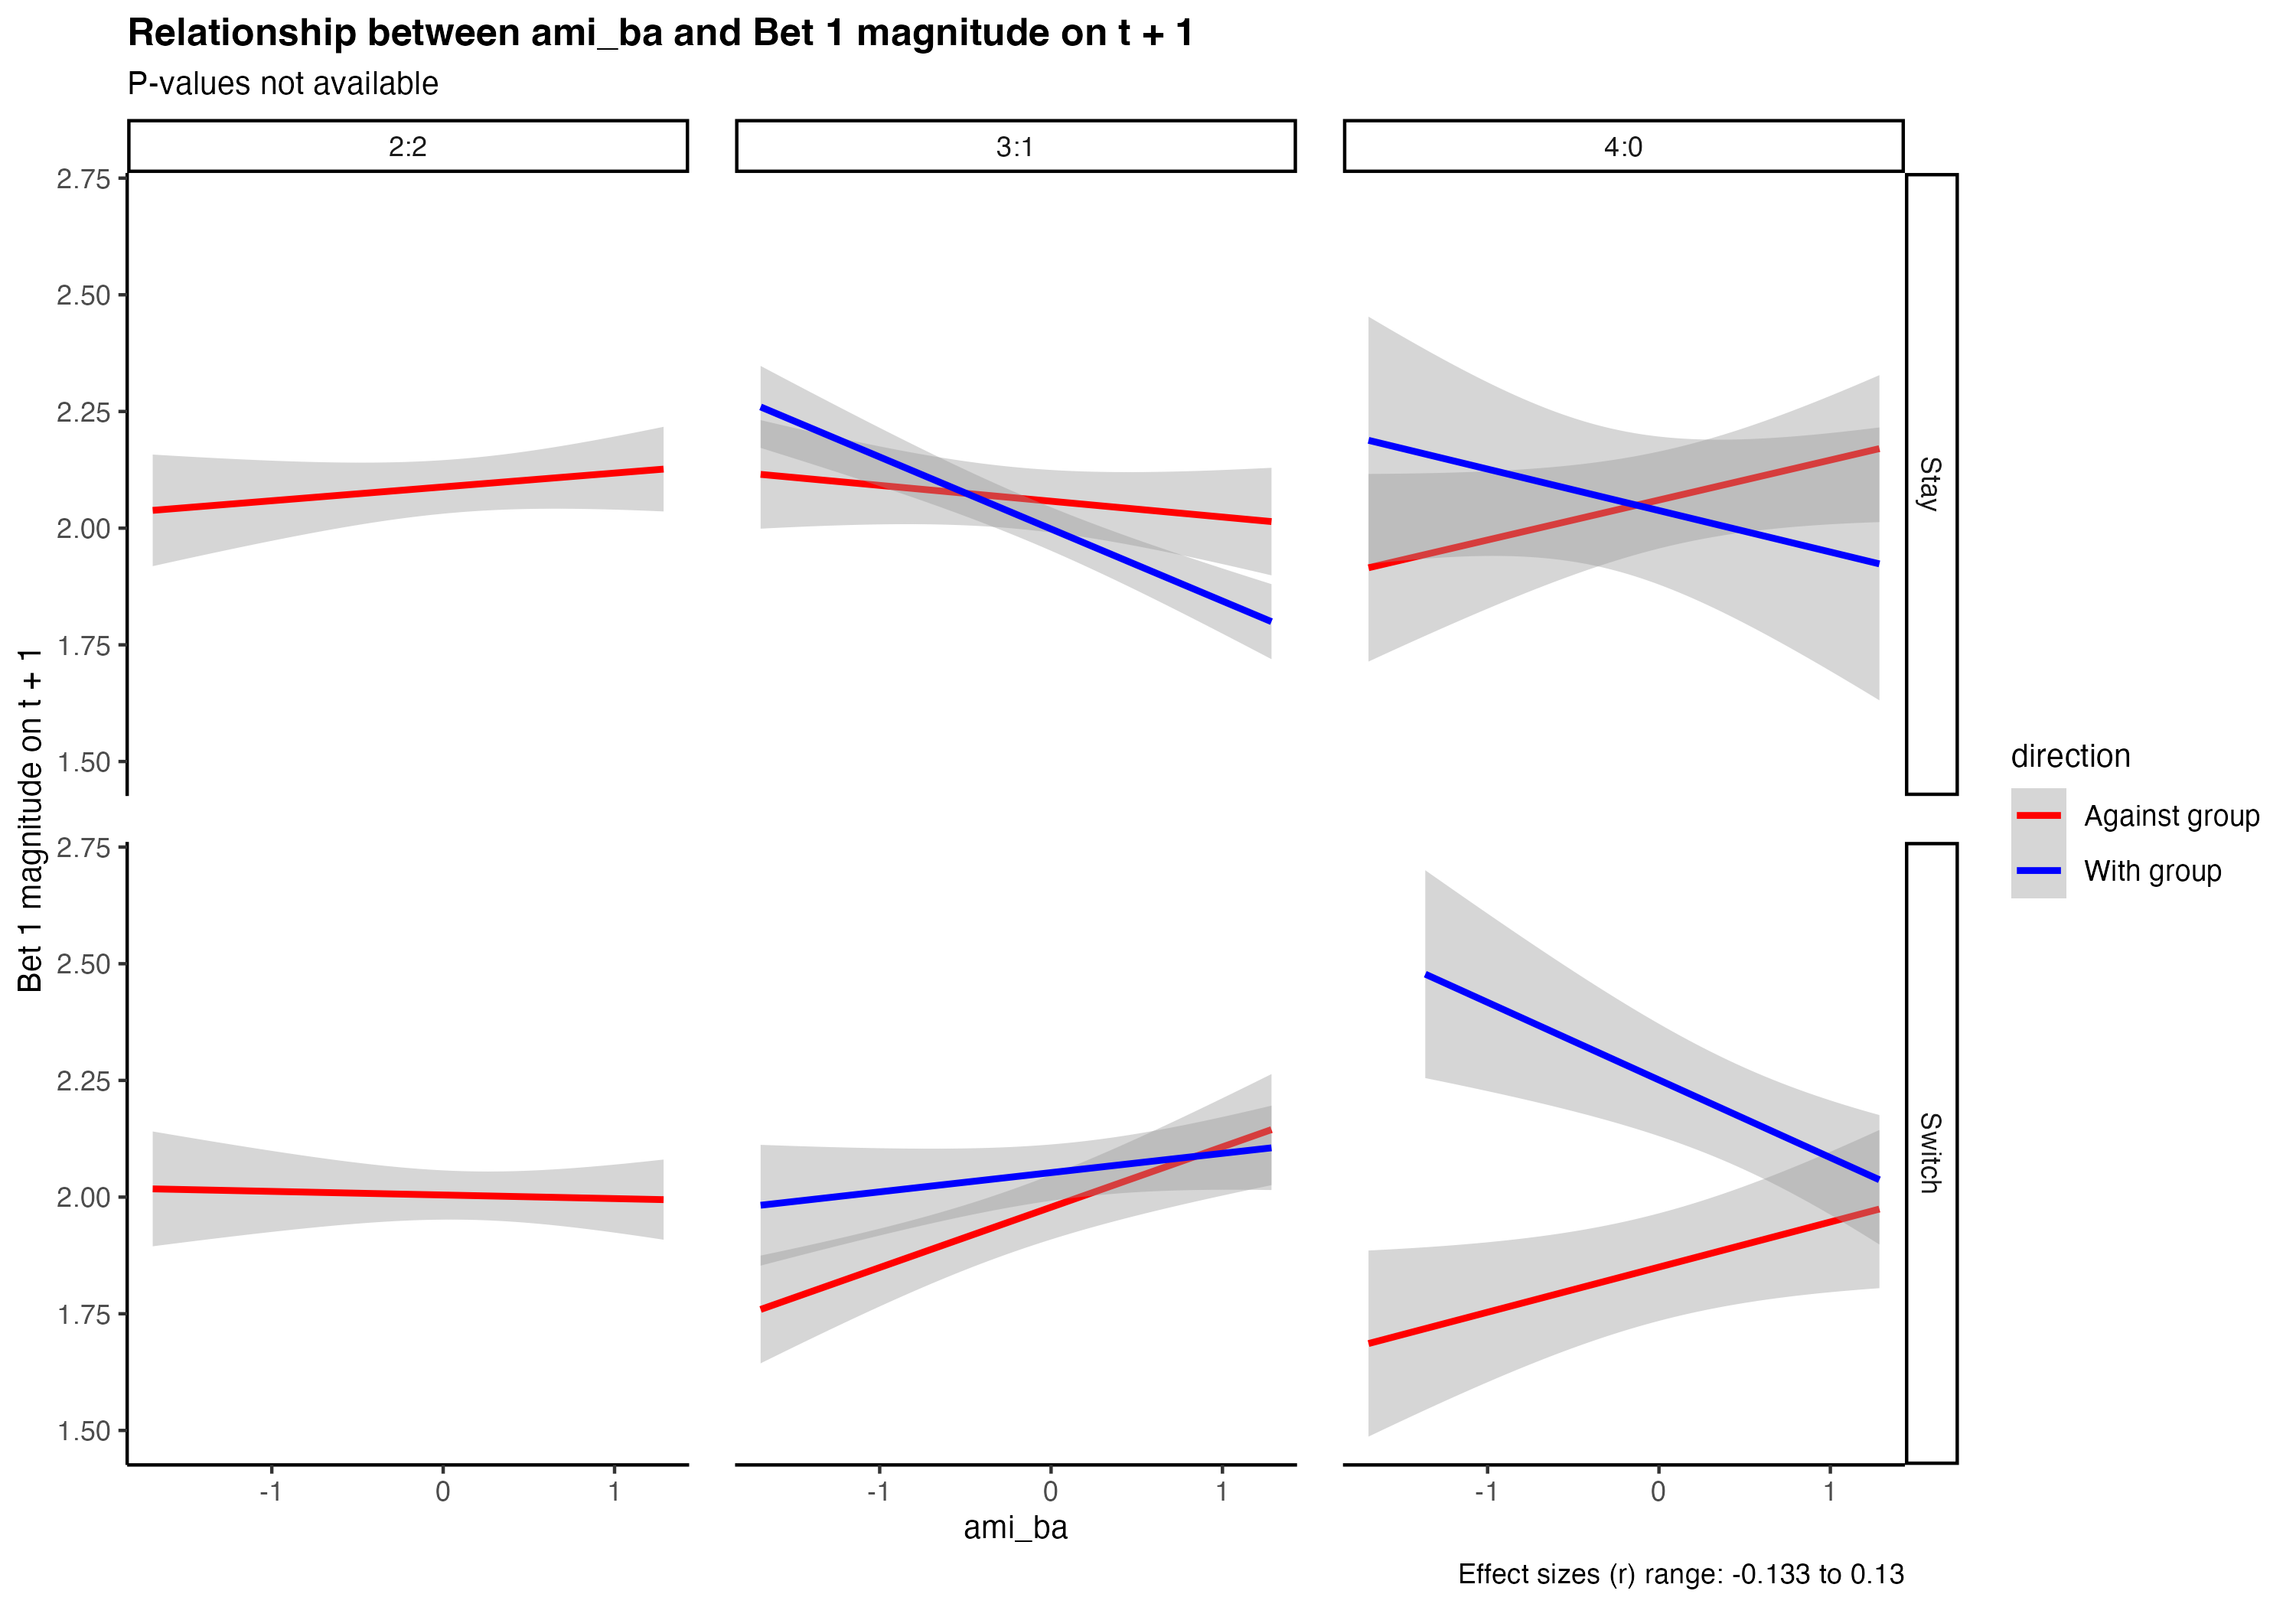 Relationship between ami_ba and Bet 1 magnitude on t + 1
P-values not available
2:2
3:1
4:0
2.75
2.50
2.25
2.00
1.75
1.50
Stay
2.75
2.50
2.25
2.00
1.75
1.50
Switch
Bet 1 magnitude on t + 1
-1
0
1
-1
0
1
-1
0
1
ami_ba
direction
Against group
With group
Effect sizes (r) range: -0.133 to 0.13